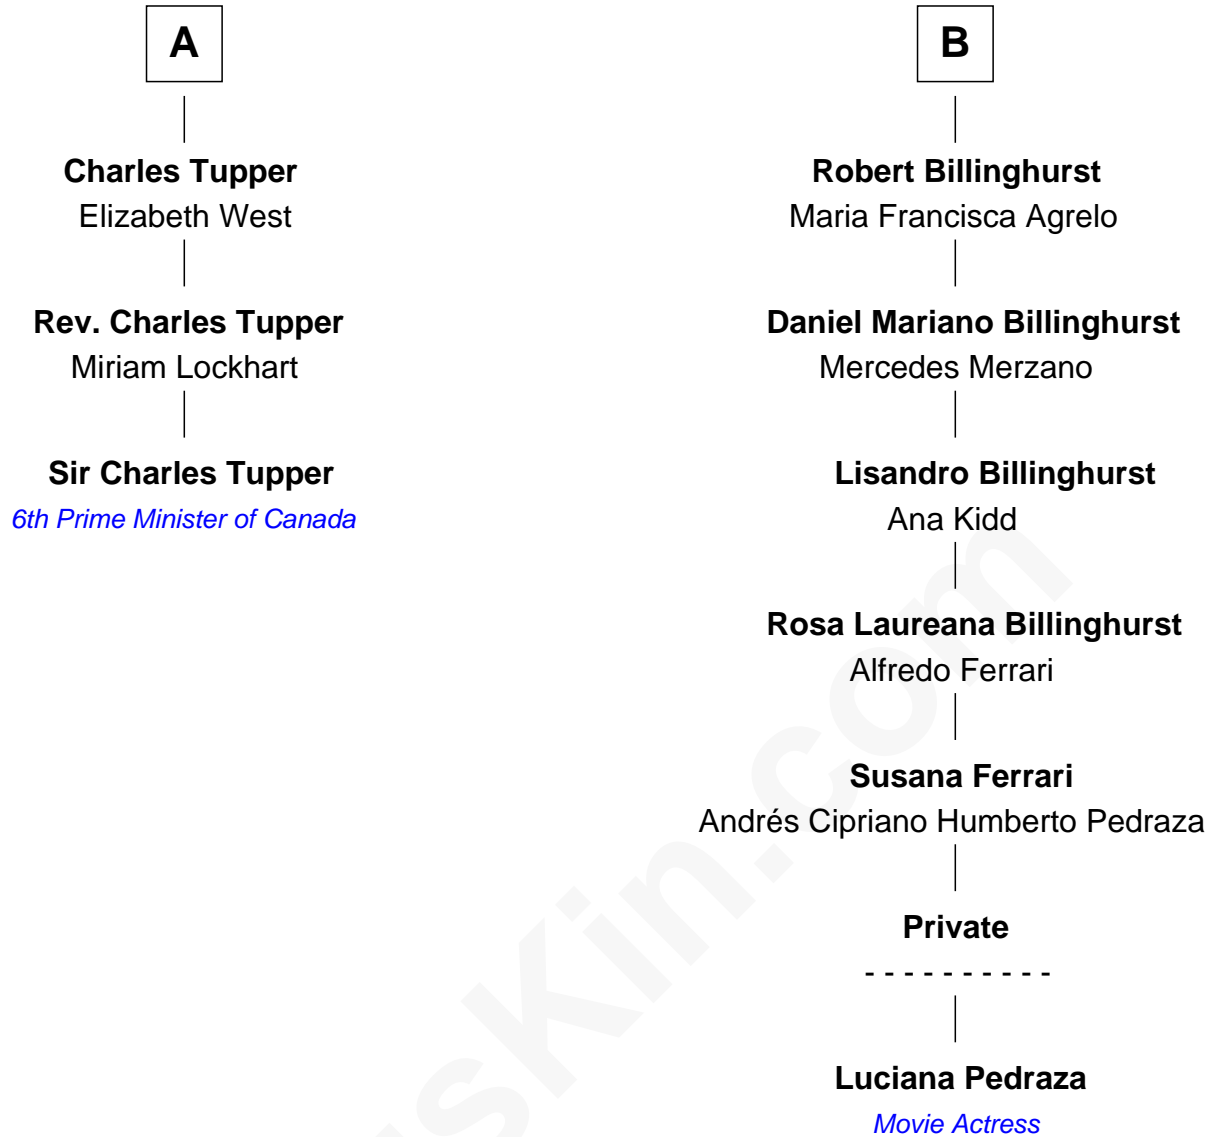 A
Charles Tupper
Elizabeth West
Rev. Charles Tupper
Miriam Lockhart
Sir Charles Tupper
6th Prime Minister of Canada
B
Robert Billinghurst
Maria Francisca Agrelo
Daniel Mariano Billinghurst
Mercedes Merzano
Lisandro Billinghurst
Ana Kidd
Rosa Laureana Billinghurst
Alfredo Ferrari
Susana Ferrari
Andrés Cipriano Humberto Pedraza
Private
- - - - - - - - - -
Luciana Pedraza
Movie Actress